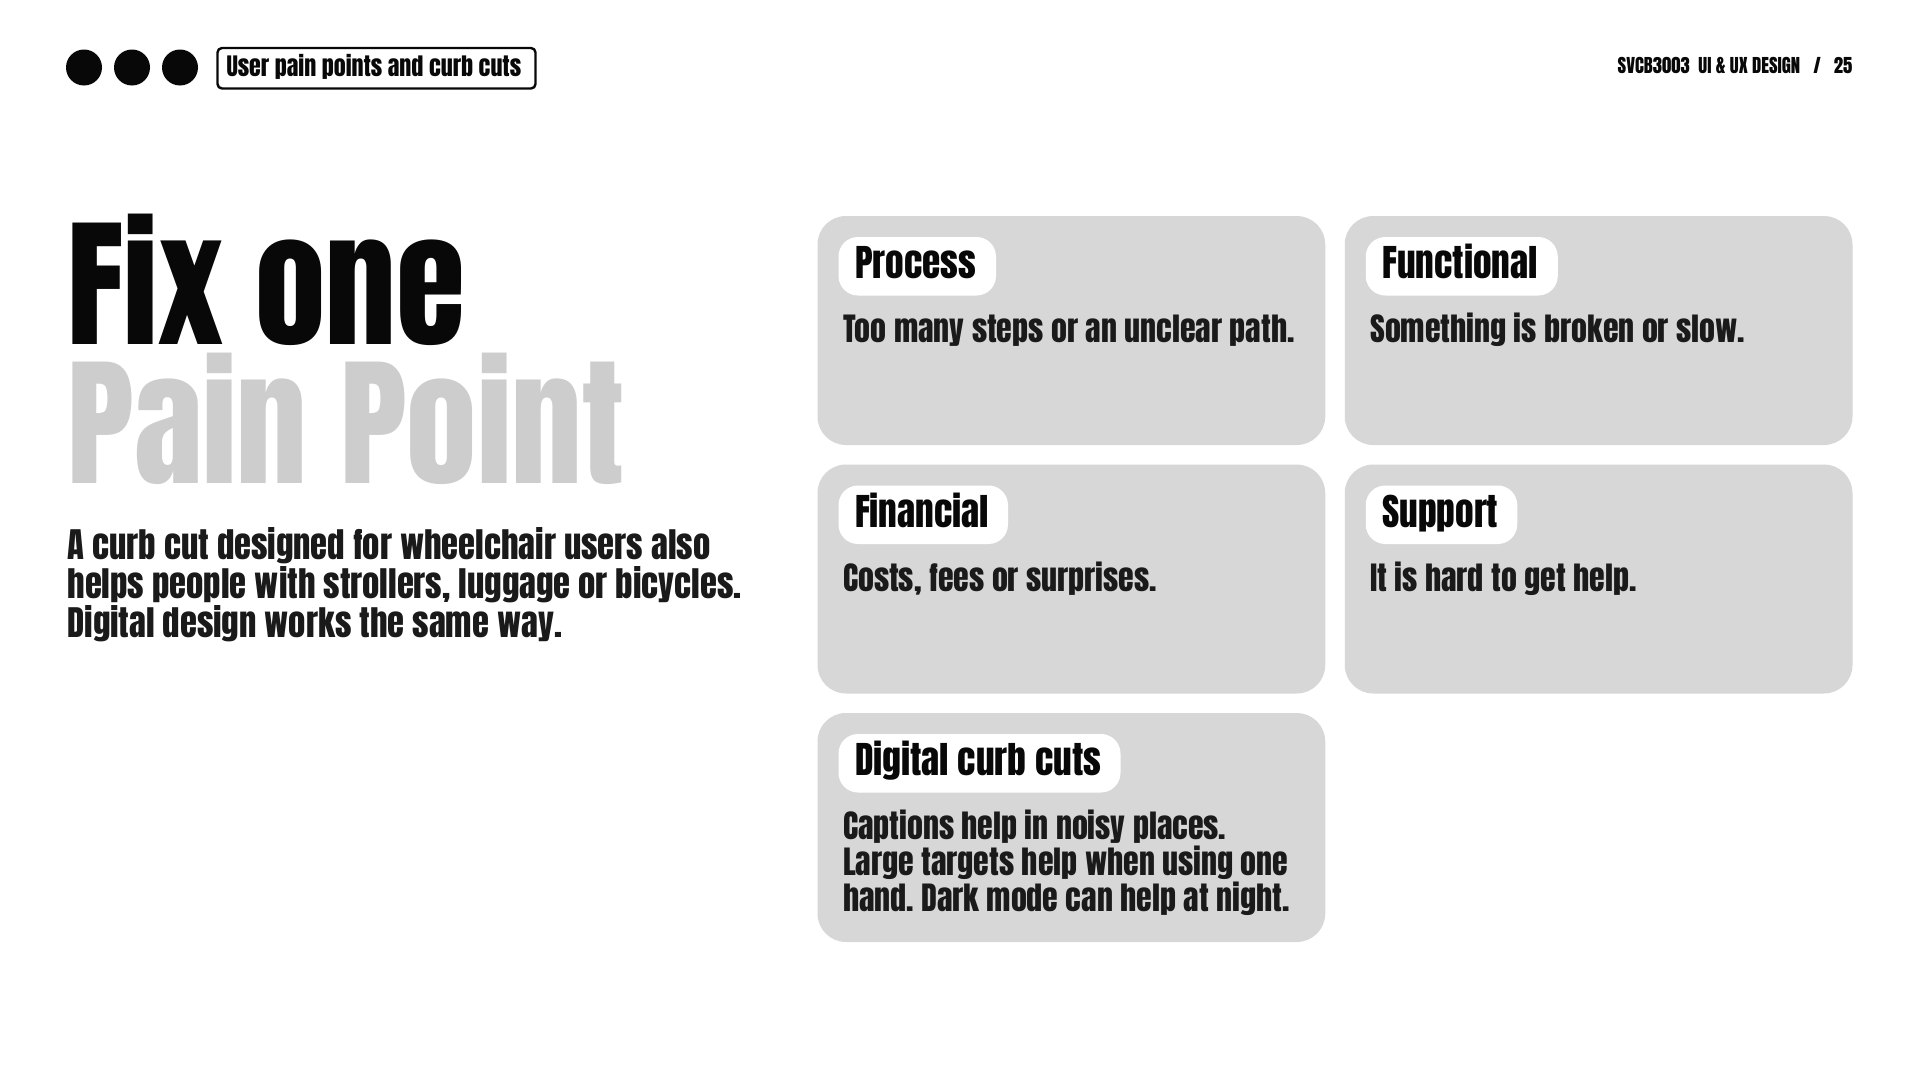 User pain points and curb cuts
SVCB3003 UI & UX DESIGN / 25
Fix one
Pain Point
A curb cut designed for wheelchair users also
helps people with strollers, luggage or bicycles.
Digital design works the same way.
Process
Too many steps or an unclear path.
Functional
Something is broken or slow.
Financial
Costs, fees or surprises.
Support
It is hard to get help.
Digital curb cuts
Captions help in noisy places.
Large targets help when using one
hand. Dark mode can help at night.